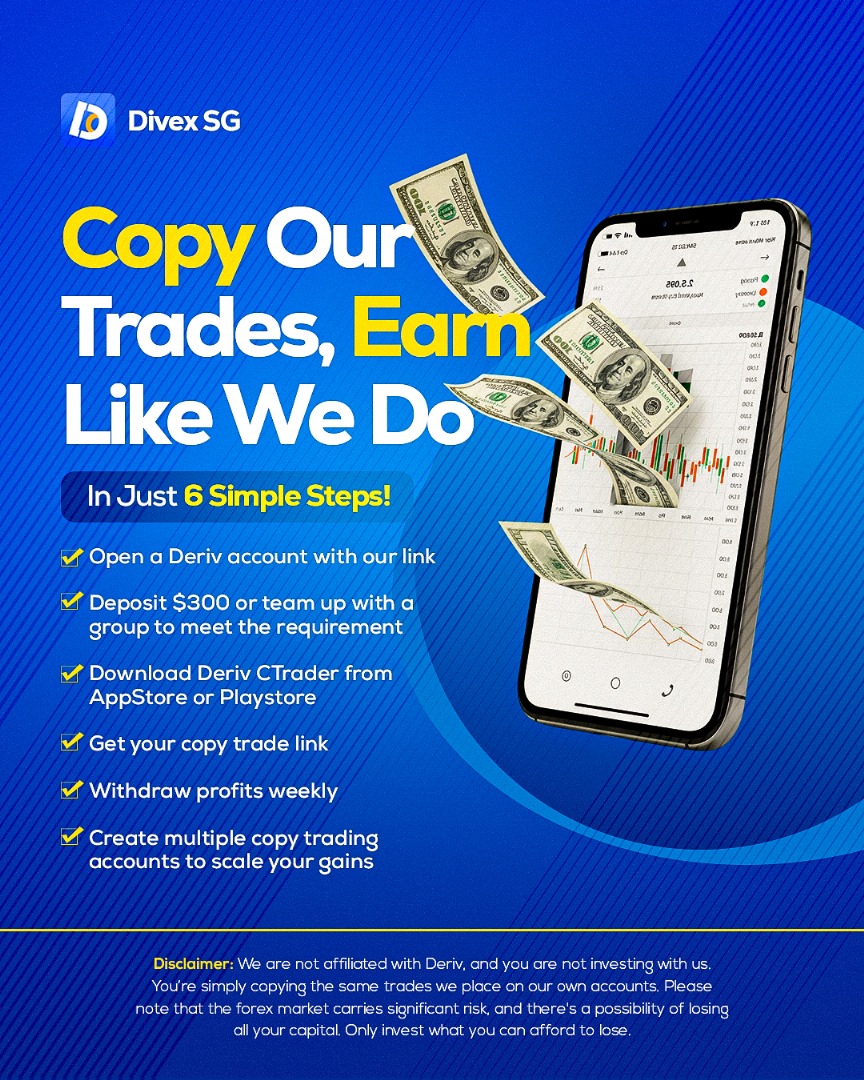 Divex SG
Copy Our
Trades, Earn
Like We Do
In Just 6 Simple Steps!
Open a Deriv account with our link
Deposit $300 or team up with a
group to meet the requirement
Download Deriv CTrader from
AppStore or Playstore
Get your copy trade link
Withdraw profits weekly
Create multiple copy trading
accounts to scale your gains
Disclaimer: We are not affiliated with Deriv, and you are not investing with us.
You're simply copying the same trades we place on our own accounts. Please
note that the forex market carries significant risk, and there's a possibility of losing
all your capital. Only invest what you can afford to lose.